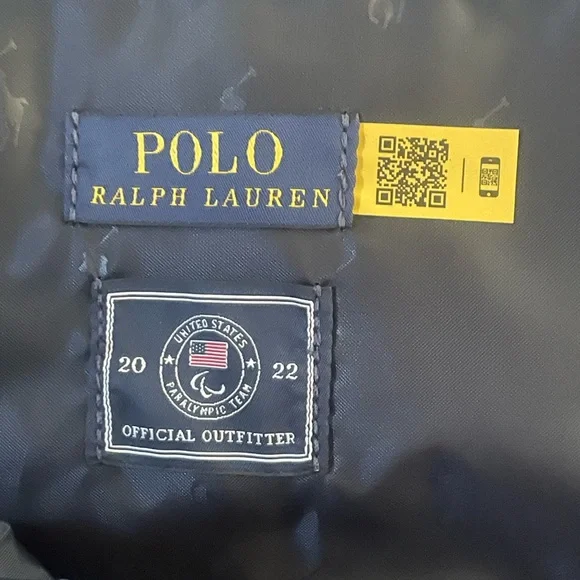 POLO
RALPH LAUREN
UNITED STATES
20 22
PARALYMPIC TEAM
OFFICIAL OUTFITTER